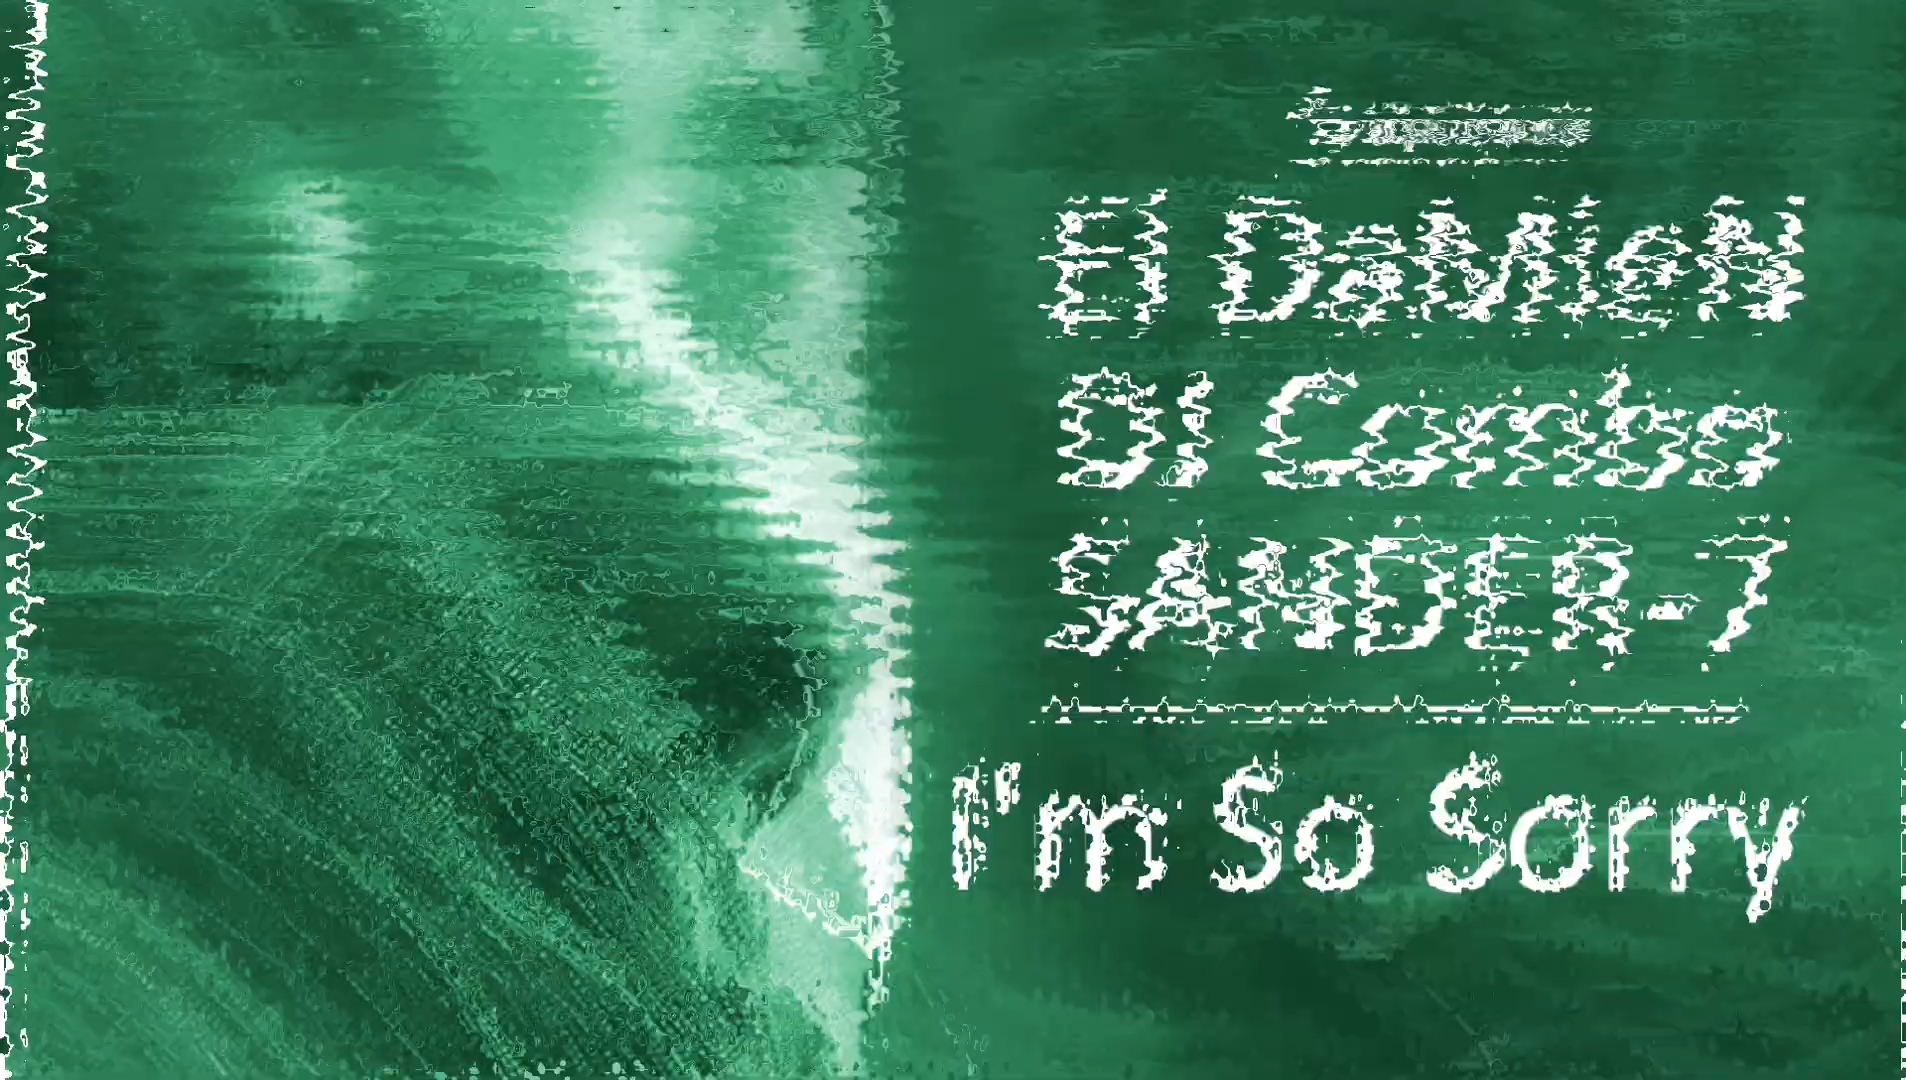 El DaMieN
DJ Combo
SANDER-7
I'm So Sorry